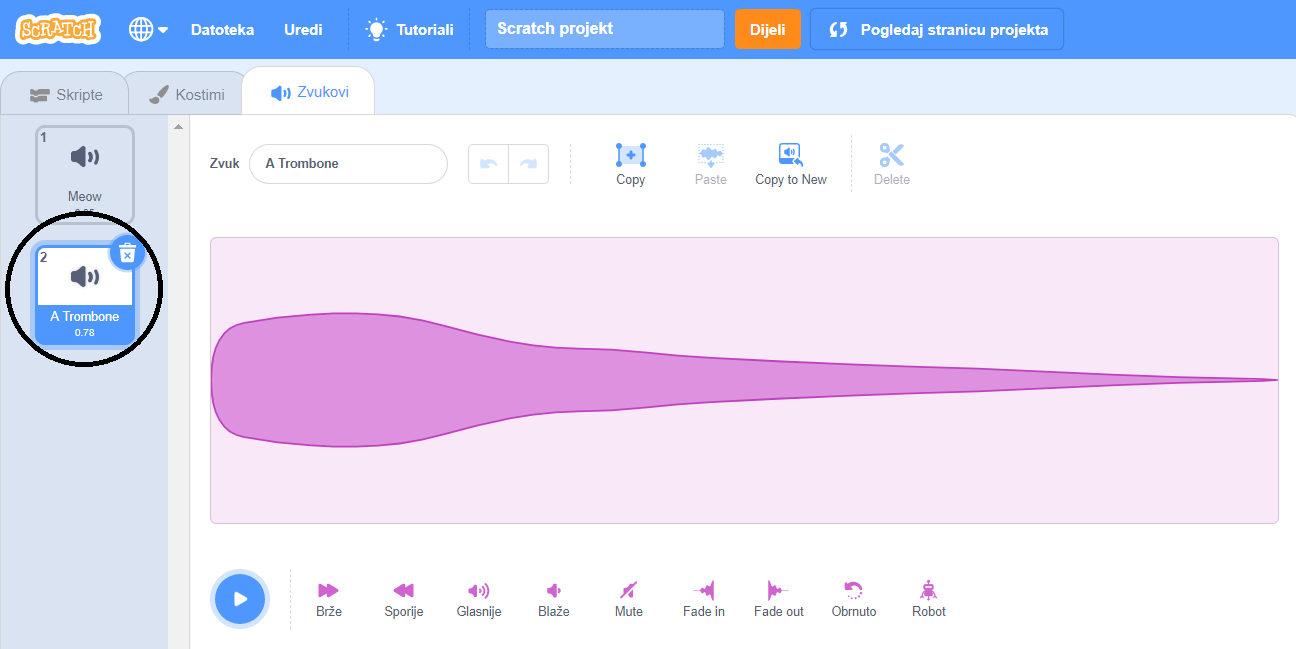 SCRATCH
Datoteka
Uredi
Tutoriali
Scratch projekt
Dijeli
Pogledaj stranicu projekta
Skripte
Kostimi
Zvukovi
1
Meow
2
A Trombone
0.78
Zvuk
A Trombone
Copy
Paste
Copy to New
Delete
Brže
Sporije
Glasnije
Blaže
Mute
Fade in
Fade out
Obrnuto
Robot